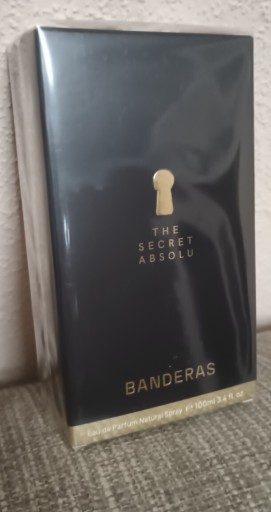 THE
SECRET
ABSOLU
BANDERAS
Eau de Parfum Natural Spray 100ml 3.4 fl. oz